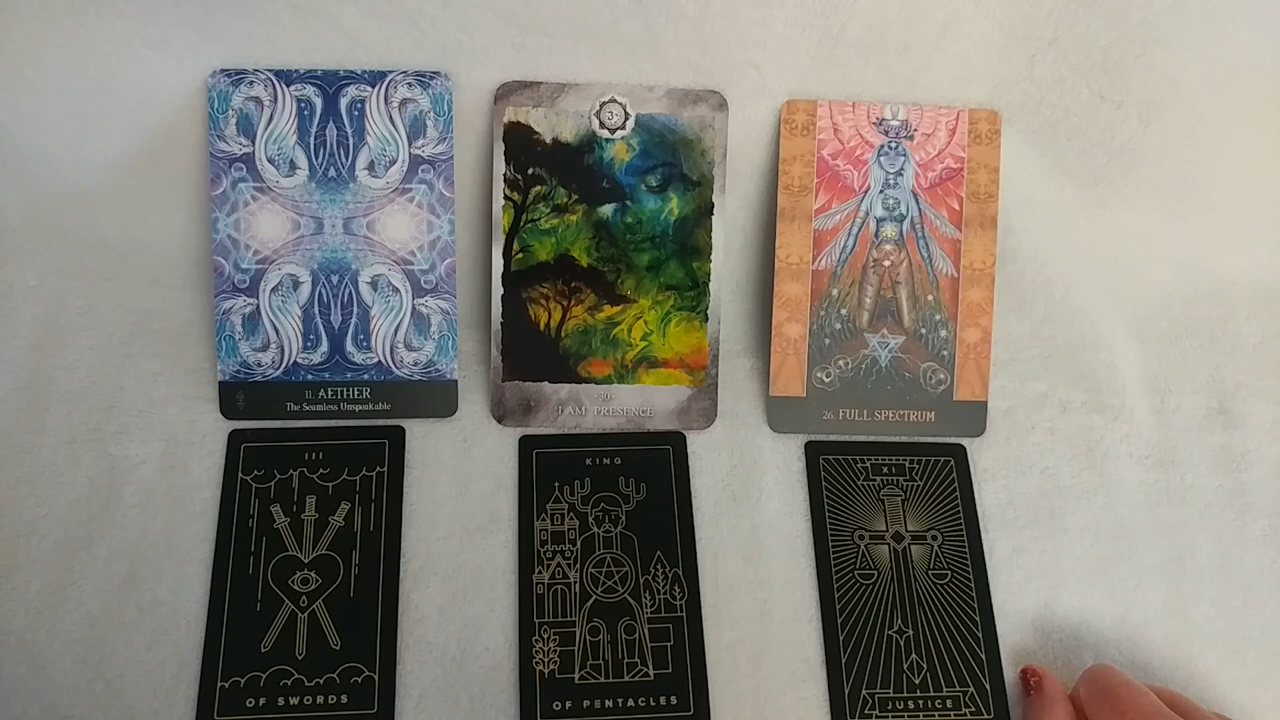 11. AETHER
The Seamless Unspeakable
3
·30·
'I AM' PRESENCE
26. FULL SPECTRUM
III
OF SWORDS
KING
OF PENTACLES
XI
JUSTICE